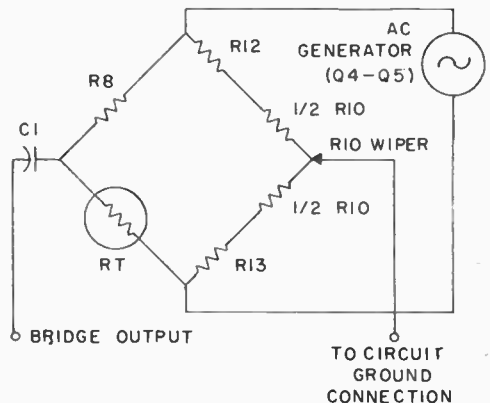 AC
GENERATOR
(Q4-Q5)
R12
R8
1/2 R10
C1
R10 WIPER
1/2 R10
RT
R13
BRIDGE OUTPUT
TO CIRCUIT
GROUND
CONNECTION